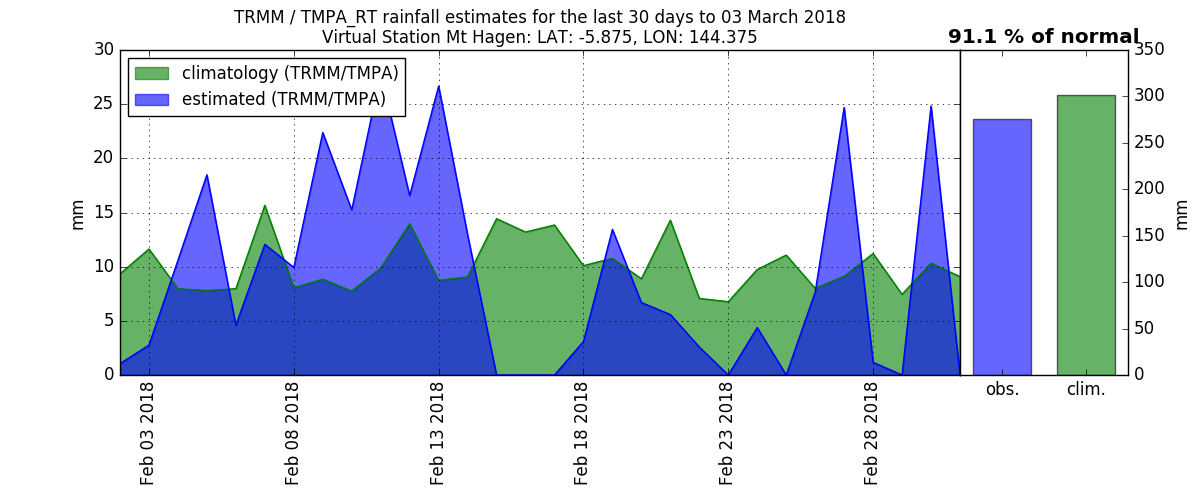 TRMM / TMPA_RT rainfall estimates for the last 30 days to 03 March 2018
Virtual Station Mt Hagen: LAT: -5.875, LON: 144.375
91.1 % of normal
climatology (TRMM/TMPA)
estimated (TRMM/TMPA)
30
25
20
15
10
5
0
mm
Feb 03 2018
Feb 08 2018
Feb 13 2018
Feb 18 2018
Feb 23 2018
Feb 28 2018
obs.
clim.
350
300
250
200
150
100
50
0
mm